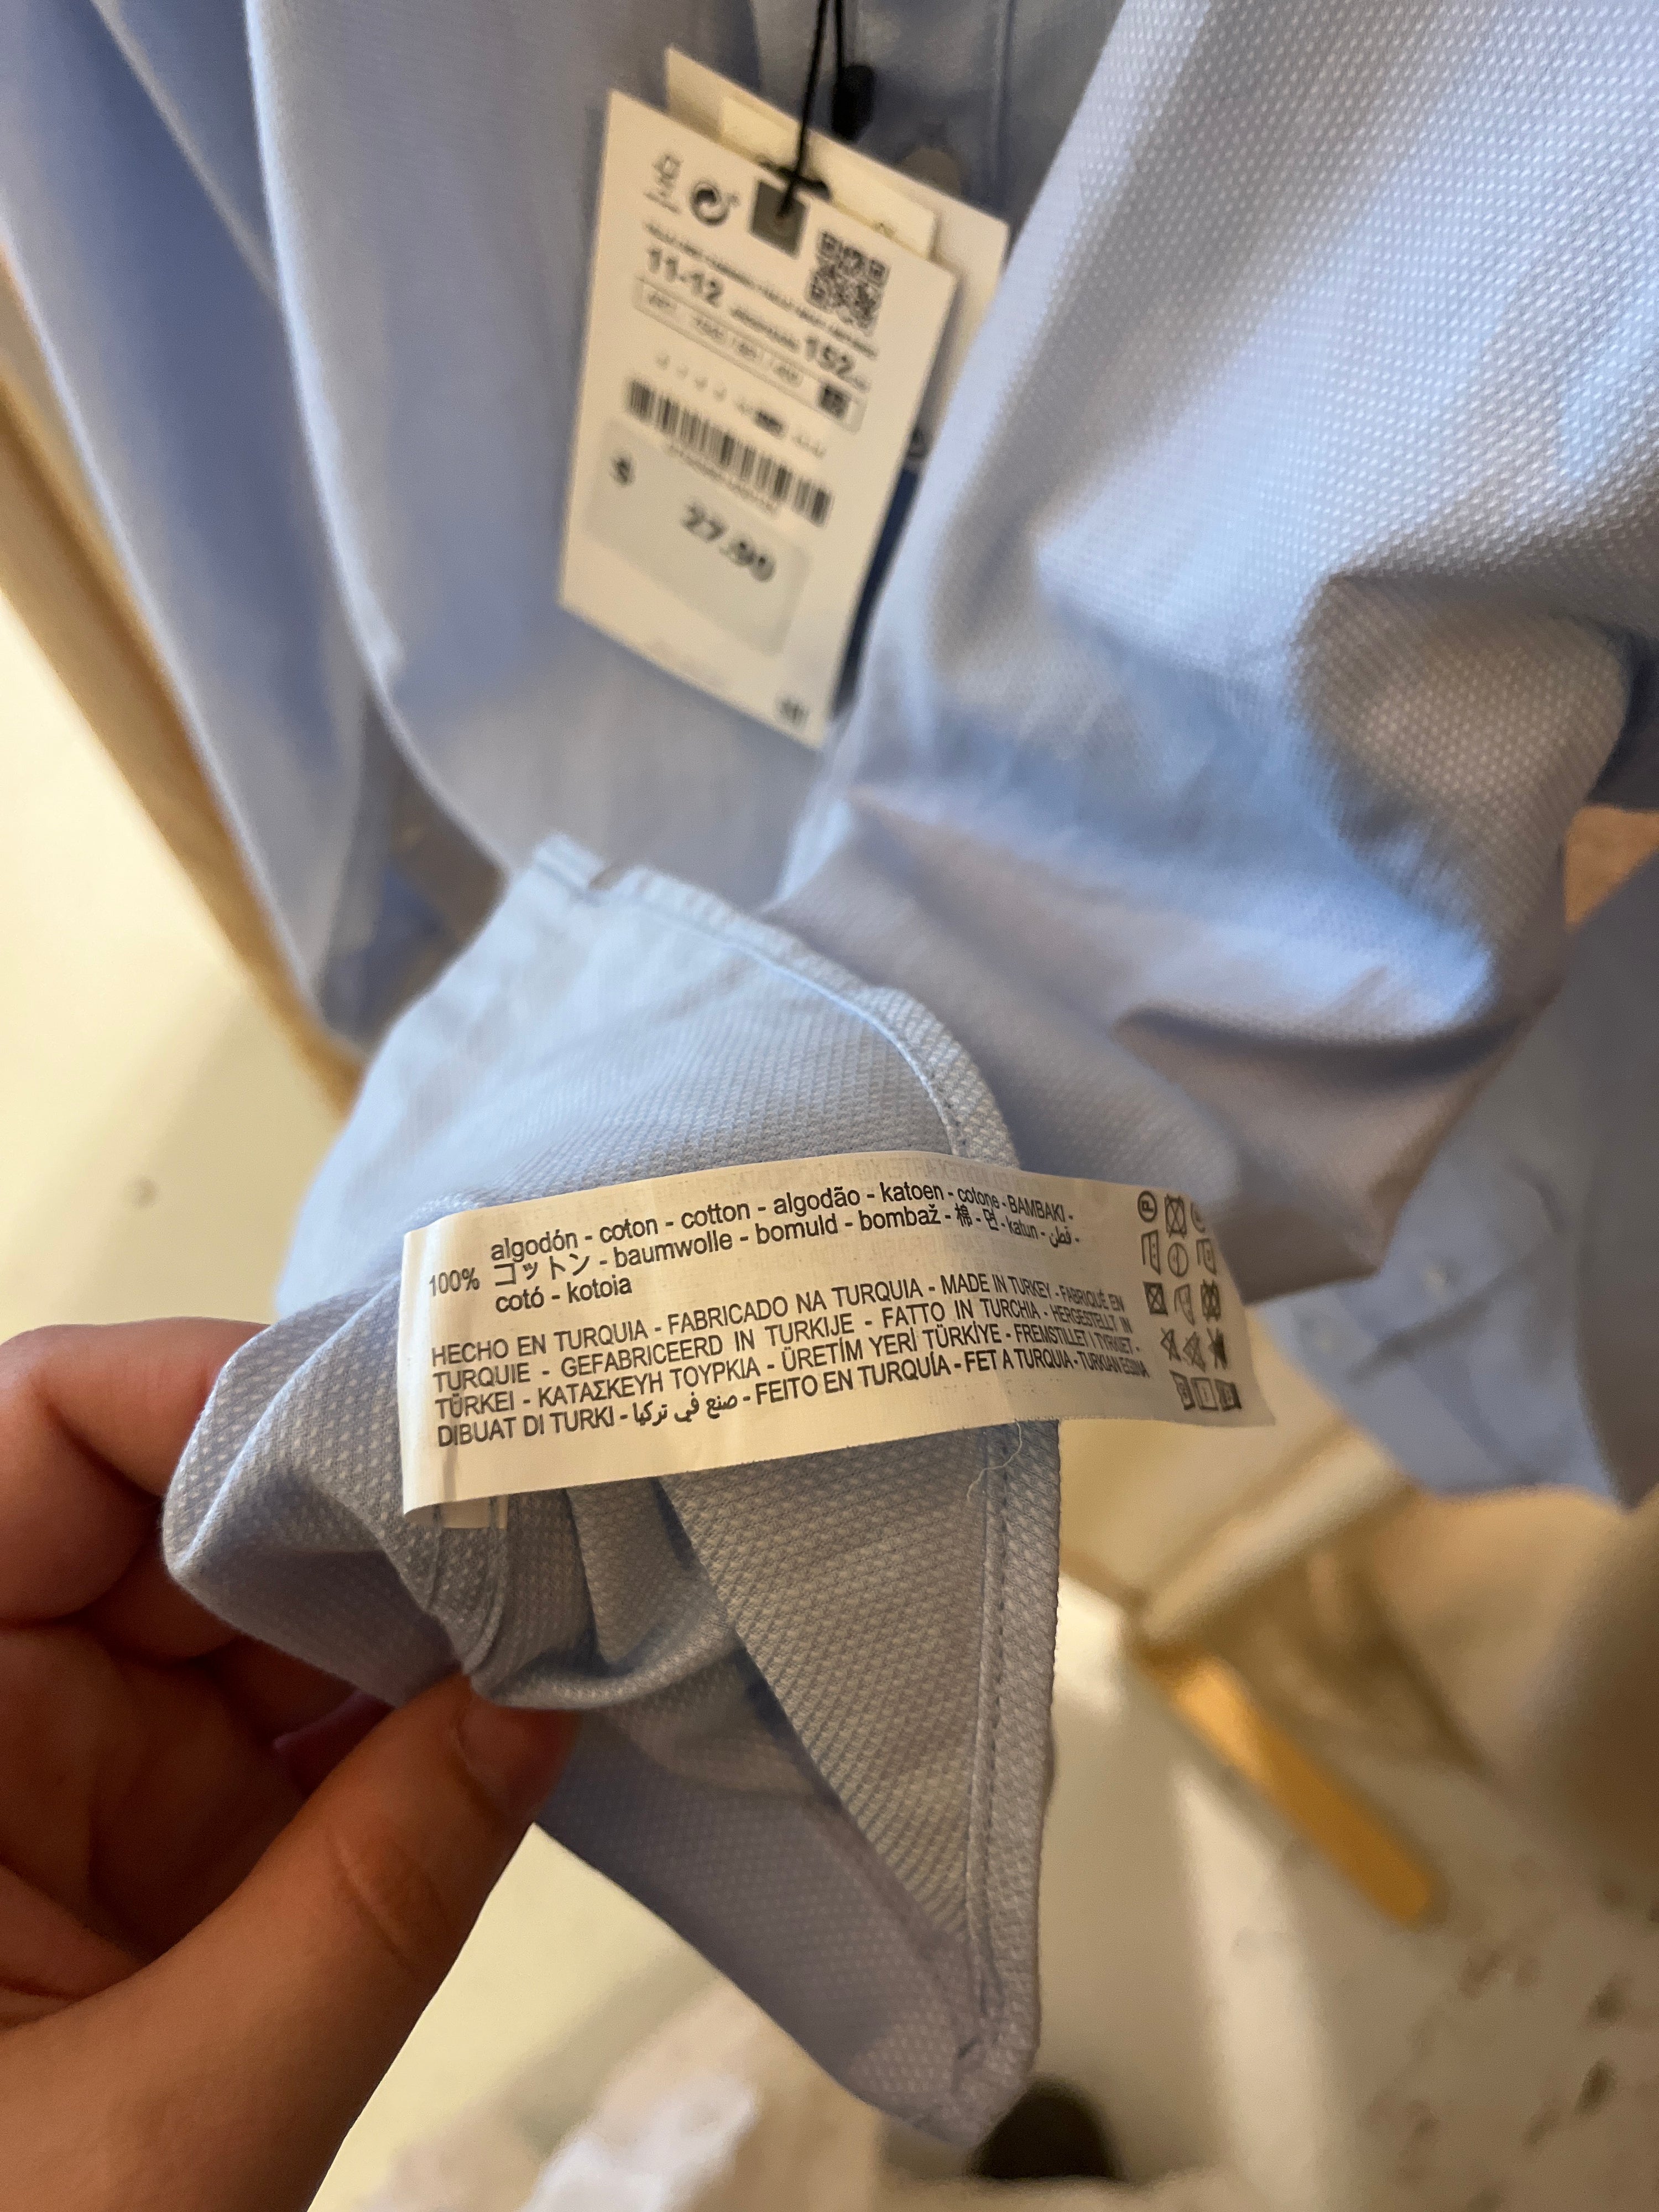 11-12 152
$ 27.90
algodón - coton - cotton - algodão - katoen - cotone - BAMBAKI -
100% コットン - baumwolle - bomuld - bombaž - 棉 - 면 - katun - قطن -
cotó - kotoia
HECHO EN TURQUIA - FABRICADO NA TURQUIA - MADE IN TURKEY - FABRIQUÉ EN
TURQUIE - GEFABRICEERD IN TURKIJE - FATTO IN TURCHIA - HERGESTELLT IN
TÜRKEI - ΚΑΤΑΣΚΕΥΗ ΤΟΥΡΚΙΑ - ÜRETİM YERİ TÜRKİYE - FREMSTILLET I TYRKIET -
DIBUAT DI TURKI - صنع في تركيا - FEITO EN TURQUÍA - FET A TURQUIA - TURKIAN EGINA